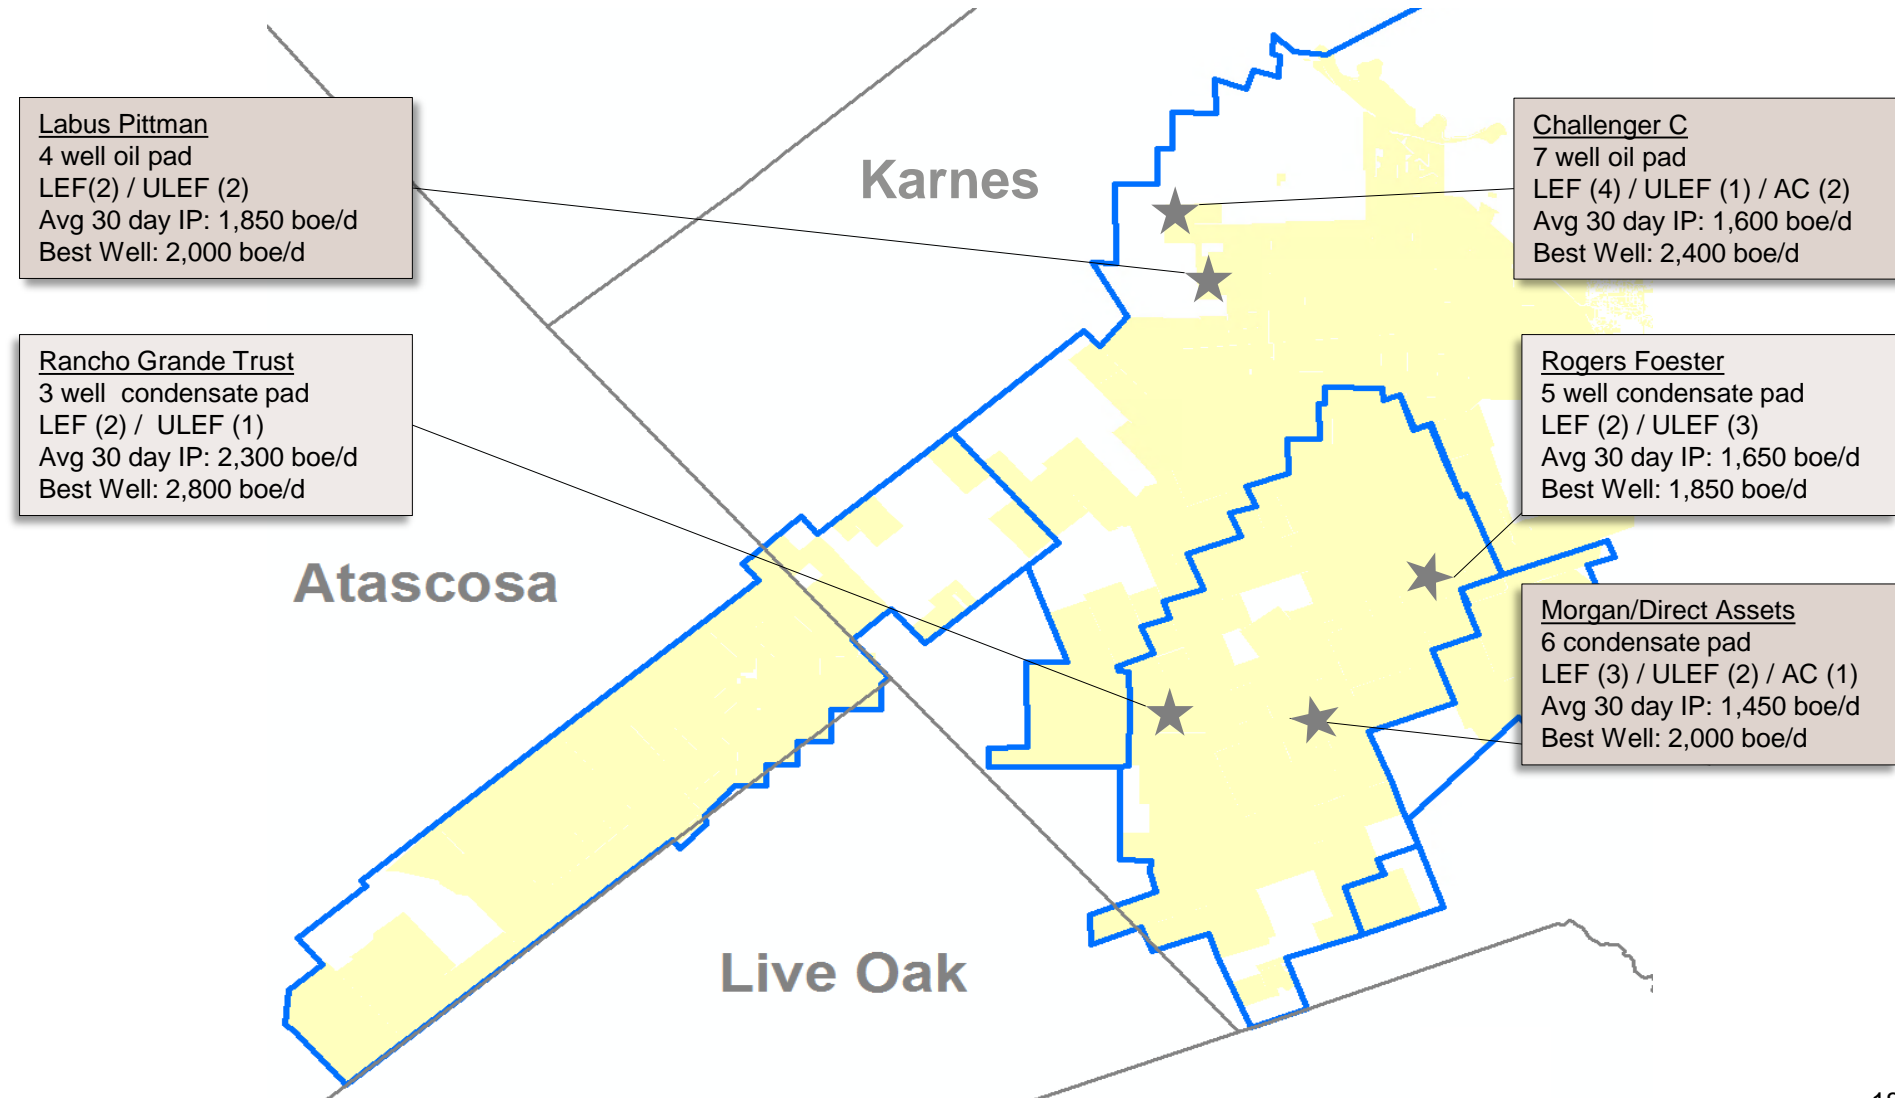 Labus Pittman
4 well oil pad
LEF(2) / ULEF (2)
Avg 30 day IP: 1,850 boe/d
Best Well: 2,000 boe/d
Karnes
Challenger C
7 well oil pad
LEF (4) / ULEF (1) / AC (2)
Avg 30 day IP: 1,600 boe/d
Best Well: 2,400 boe/d
Rancho Grande Trust
3 well condensate pad
LEF (2) / ULEF (1)
Avg 30 day IP: 2,300 boe/d
Best Well: 2,800 boe/d
Rogers Foester
5 well condensate pad
LEF (2) / ULEF (3)
Avg 30 day IP: 1,650 boe/d
Best Well: 1,850 boe/d
Atascosa
Morgan/Direct Assets
6 condensate pad
LEF (3) / ULEF (2) / AC (1)
Avg 30 day IP: 1,450 boe/d
Best Well: 2,000 boe/d
Live Oak